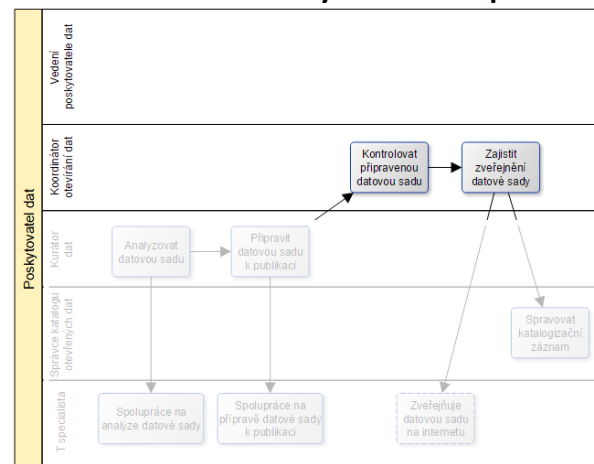 Poskytovatel dat
Vedení
poskytovatele dat
Koordinátor
otevírání dat
Kontrolovat
připravenou
datovou sadu
Zajistit
zveřejnění
datové sady
Kurátor
dat
Analyzovat
datovou sadu
Připravit
datovou sadu
k publikaci
Správce katalogu
otevřených dat
Spravovat
katalogizační
záznam
T specialista
Spolupráce na
analýze datové sady
Spolupráce na
přípravě datové sady
k publikaci
Zveřejňuje
datovou sadu
na internetu